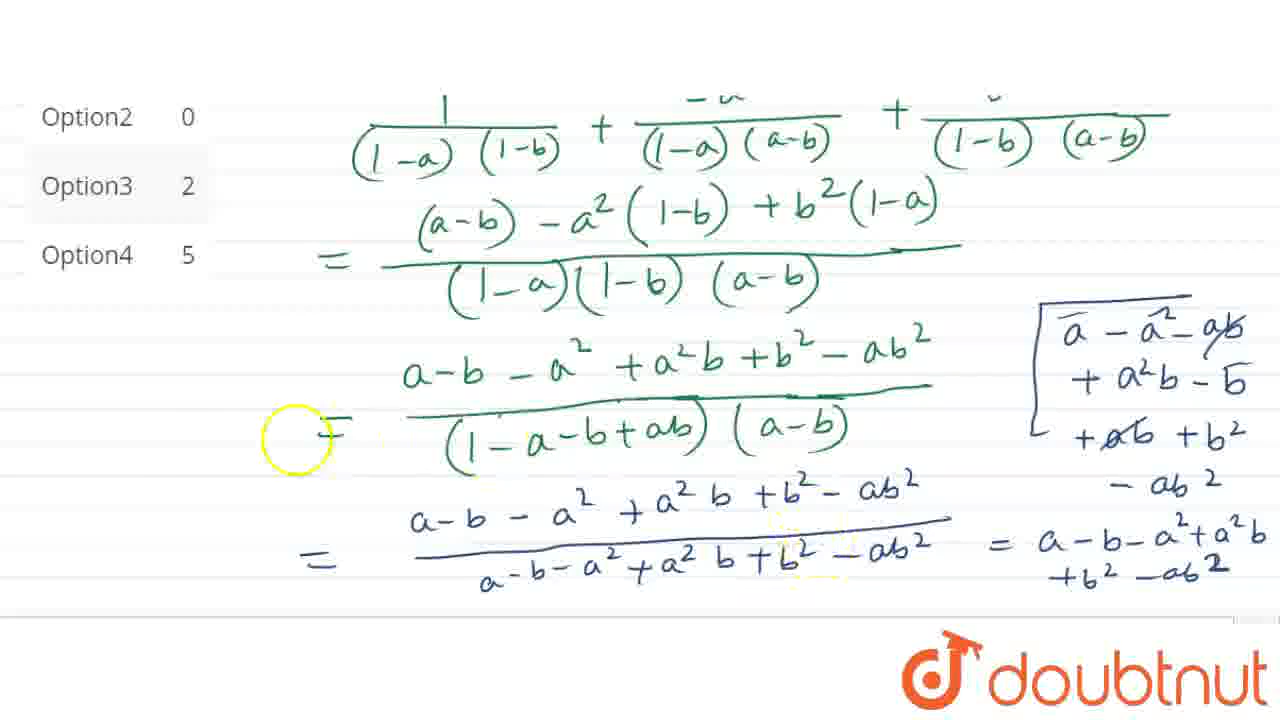 Option2 0
Option3 2
Option4 5
1/((1-a) (1-b)) + /((1-a) (a-b)) + /((1-b) (a-b))
= ((a-b) - a²(1-b) + b²(1-a))/((1-a)(1-b) (a-b))
= (a-b - a² + a²b + b² - ab²)/((1-a-b+ab) (a-b))
= (a-b - a² + a² b + b² - ab²)/(a-b-a²+a² b+b² - ab²)
a - a² - ab
+ a²b - b
+ab + b²
- ab²
= a-b-a²+a²b
+b² -ab²
doubtnut